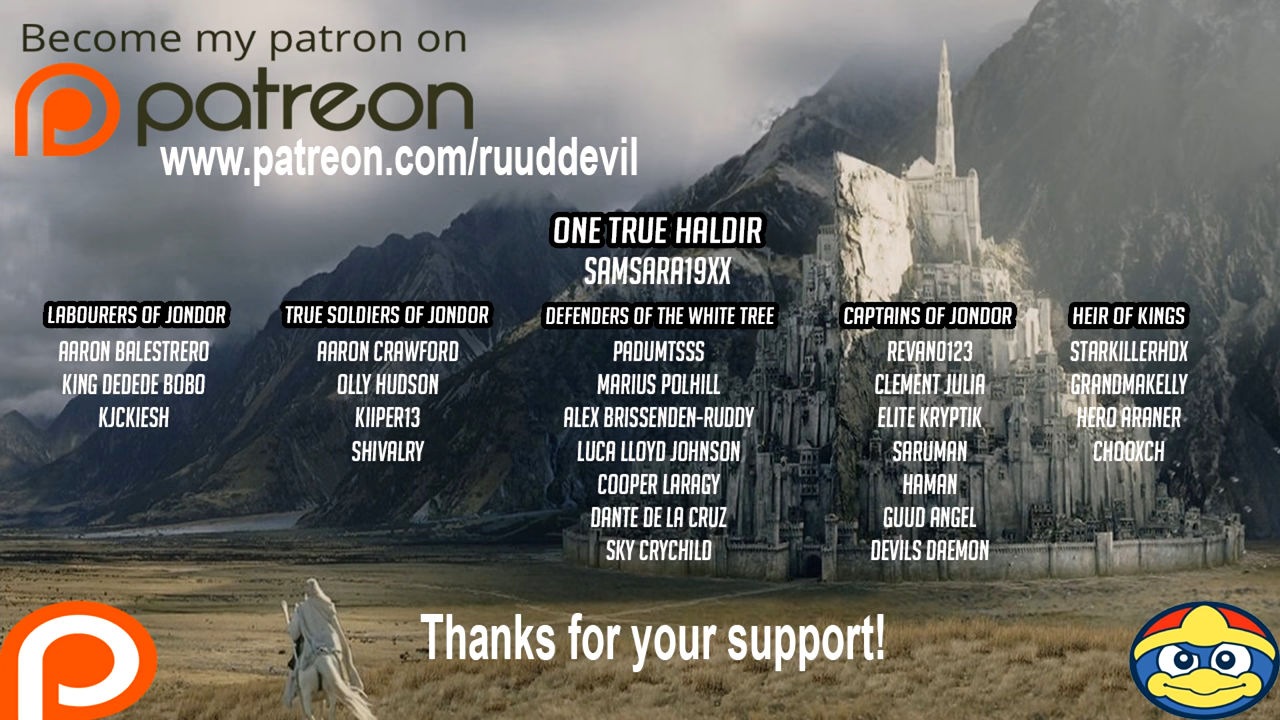 Become my patron on
patreon
www.patreon.com/ruuddevil
ONE TRUE HALDIR
SAMSARA19XX
LABOURERS OF JONDOR
AARON BALESTRERO
KING DEDEDE BOBO
KJCKIESH
TRUE SOLDIERS OF JONDOR
AARON CRAWFORD
OLLY HUDSON
KIIPER13
SHIVALRY
DEFENDERS OF THE WHITE TREE
PADUMTSSS
MARIUS POLHILL
ALEX BRISSENDEN-RUDDY
LUCA LLOYD JOHNSON
COOPER LARAGY
DANTE DE LA CRUZ
SKY CRYCHILD
CAPTAINS OF JONDOR
REVAN0123
CLEMENT JULIA
ELITE KRYPTIK
SARUMAN
HAMAN
GUUD ANGEL
DEVILS DAEMON
HEIR OF KINGS
STARKILLERHDX
GRANDMAKELLY
HERO ARANER
CHOOXCH
Thanks for your support!